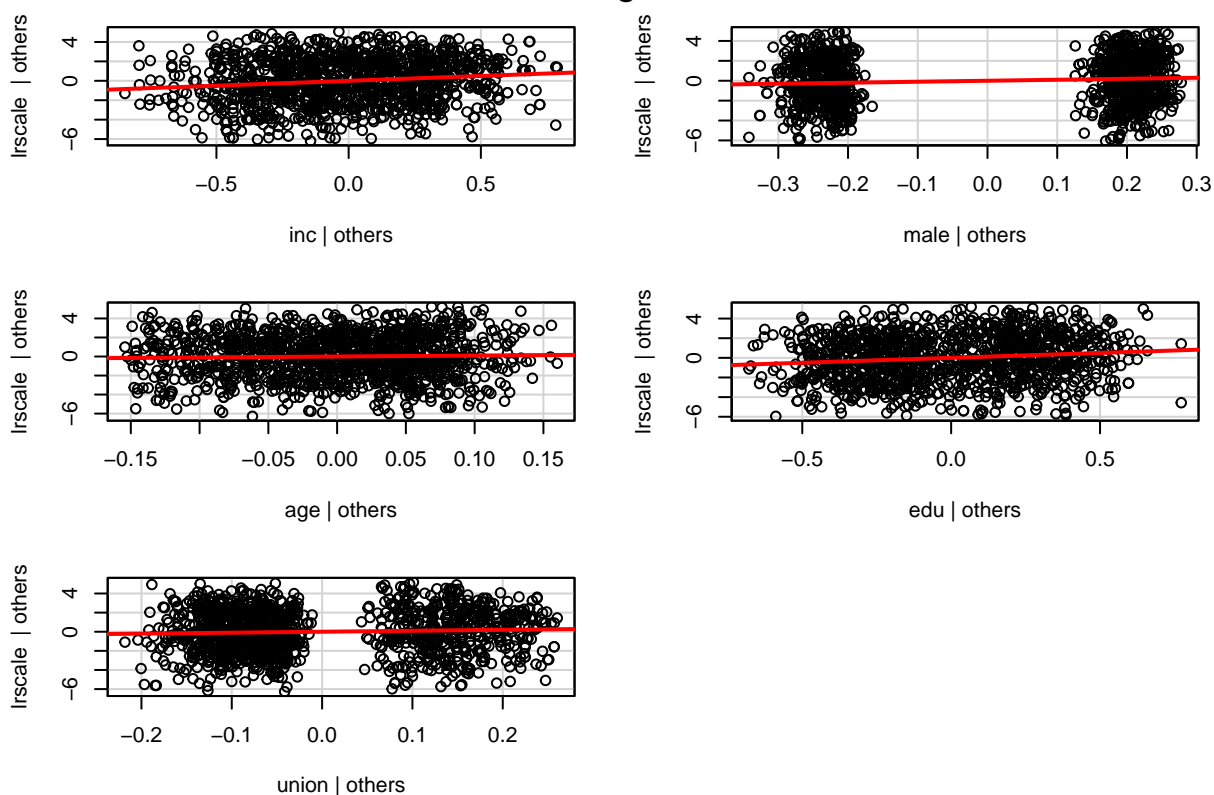 lrscale | others
4
0
−6
−0.5 0.0 0.5
inc | others
lrscale | others
4
0
−6
−0.3 −0.2 −0.1 0.0 0.1 0.2 0.3
male | others
lrscale | others
4
0
−6
−0.15 −0.05 0.00 0.05 0.10 0.15
age | others
lrscale | others
4
0
−6
−0.5 0.0 0.5
edu | others
lrscale | others
4
0
−6
−0.2 −0.1 0.0 0.1 0.2
union | others